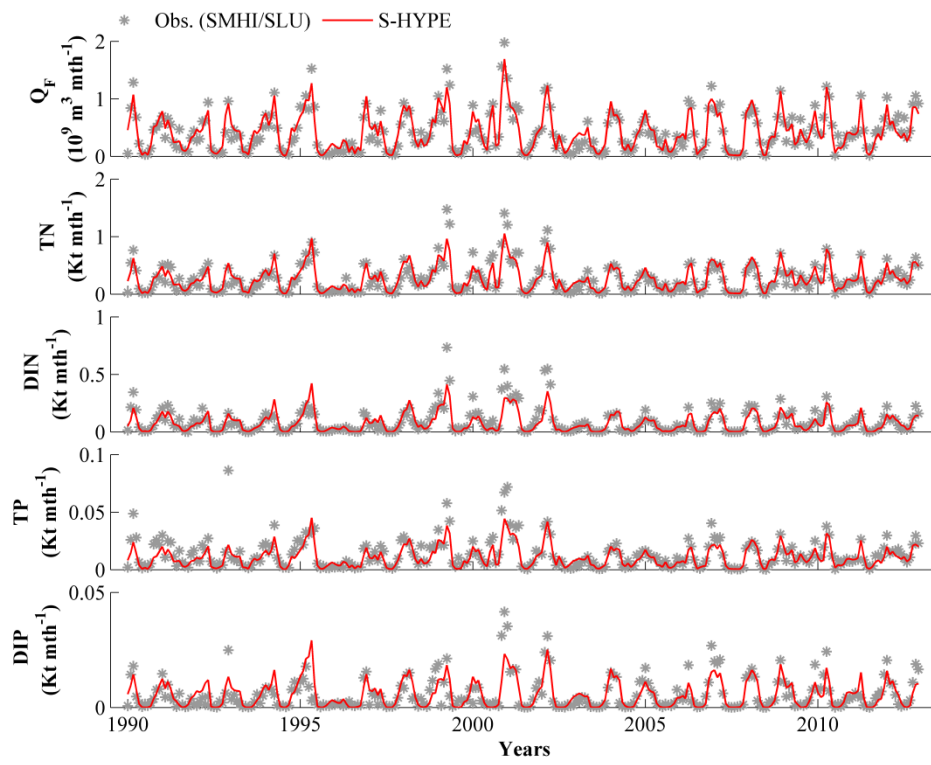 Obs. (SMHI/SLU) S-HYPE
Q_F
(10^9 m^3 mth^-1)
2
1
0
TN
(Kt mth^-1)
2
1
0
DIN
(Kt mth^-1)
1
0.5
0
TP
(Kt mth^-1)
0.1
0.05
0
DIP
(Kt mth^-1)
0.05
0
1990 1995 2000 2005 2010
Years